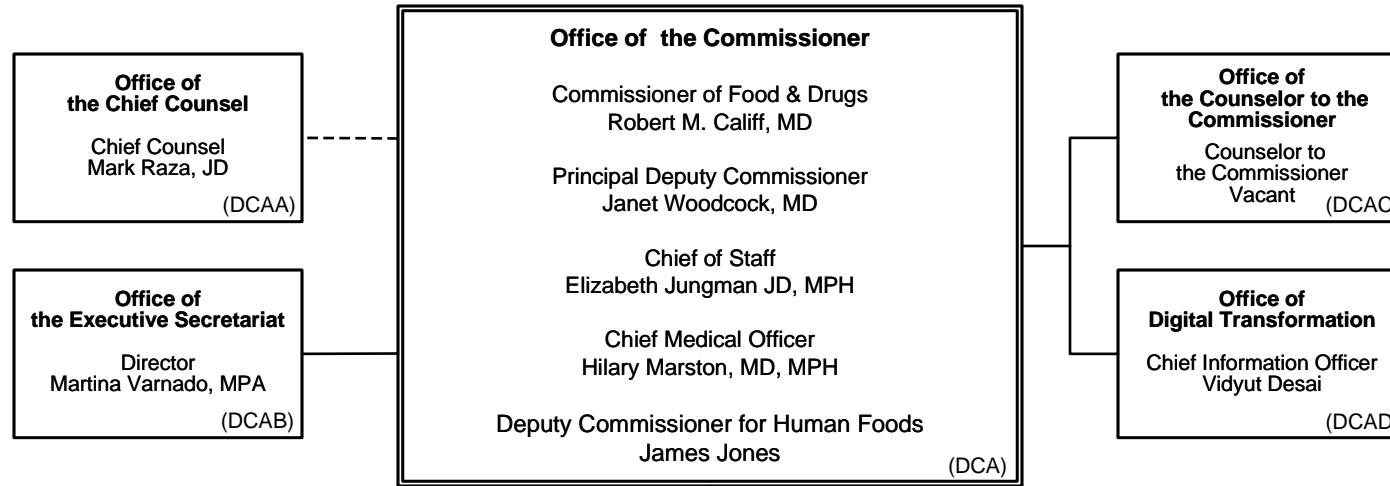 Office of
the Chief Counsel
Chief Counsel
Mark Raza, JD
(DCAA)
Office of
the Executive Secretariat
Director
Martina Varnado, MPA
(DCAB)
Office of the Commissioner
Commissioner of Food & Drugs
Robert M. Califf, MD
Principal Deputy Commissioner
Janet Woodcock, MD
Chief of Staff
Elizabeth Jungman JD, MPH
Chief Medical Officer
Hilary Marston, MD, MPH
Deputy Commissioner for Human Foods
James Jones
(DCA)
Office of
the Counselor to the
Commissioner
Counselor to
the Commissioner
Vacant
(DCAC
Office of
Digital Transformation
Chief Information Officer
Vidyut Desai
(DCAD